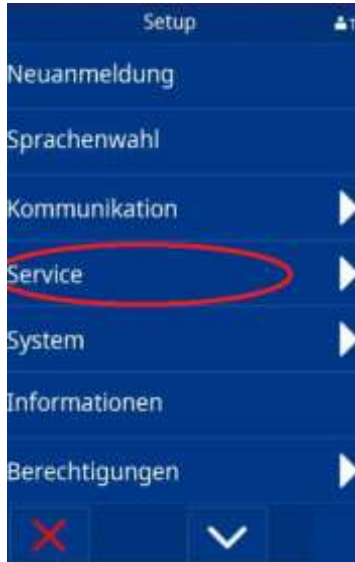 Setup
Neuanmeldung
Sprachenwahl
Kommunikation
Service
System
Informationen
Berechtigungen